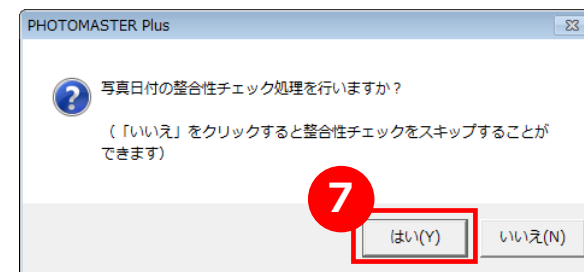 PHOTOMASTER Plus
写真日付の整合性チェック処理を行いますか？
（「いいえ」をクリックすると整合性チェックをスキップすることが
できます）
7
はい(Y)
いいえ(N)